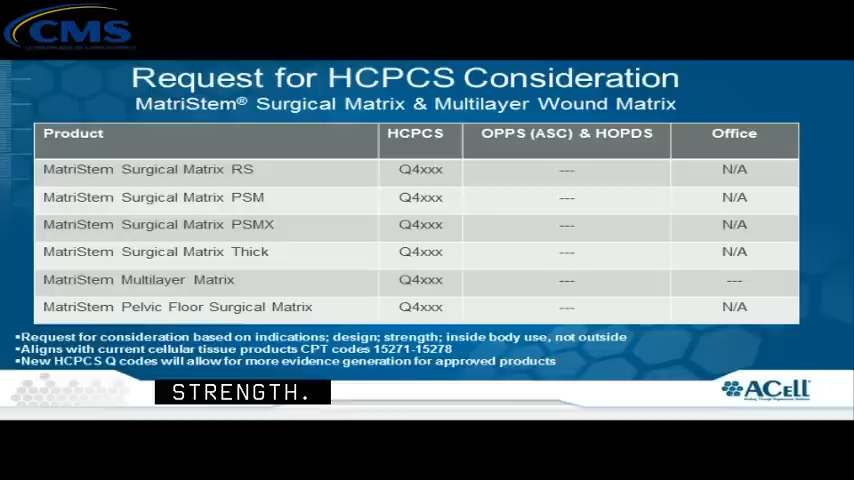 CMS
Request for HCPCS Consideration
MatriStem® Surgical Matrix & Multilayer Wound Matrix
Product HCPCS OPPS (ASC) & HOPDS Office
MatriStem Surgical Matrix RS Q4xxx --- N/A
MatriStem Surgical Matrix PSM Q4xxx --- N/A
MatriStem Surgical Matrix PSMX Q4xxx --- N/A
MatriStem Surgical Matrix Thick Q4xxx --- N/A
MatriStem Multilayer Matrix Q4xxx --- ---
MatriStem Pelvic Floor Surgical Matrix Q4xxx --- N/A
▪Request for consideration based on indications; design; strength; inside body use, not outside
▪Aligns with current cellular tissue products CPT codes 15271-15278
▪New HCPCS Q codes will allow for more evidence generation for approved products
STRENGTH.
ACell